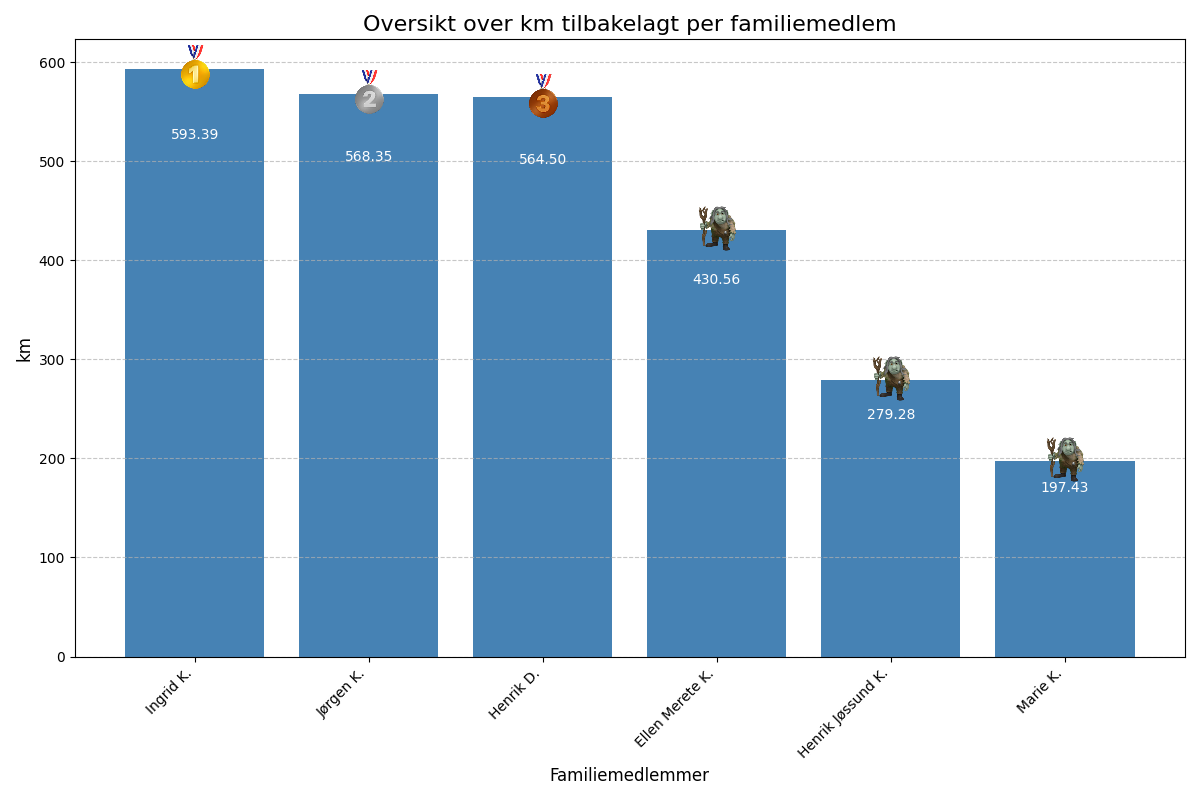 Oversikt over km tilbakelagt per familiemedlem
km
600
500
400
300
200
100
0
1
2
3
593.39
568.35
564.50
430.56
279.28
197.43
Ingrid K.
Jørgen K.
Henrik D.
Ellen Merete K.
Henrik Jøssund K.
Marie K.
Familiemedlemmer